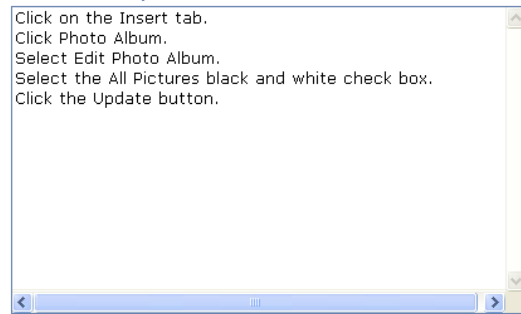 Click on the Insert tab.
Click Photo Album.
Select Edit Photo Album.
Select the All Pictures black and white check box.
Click the Update button.